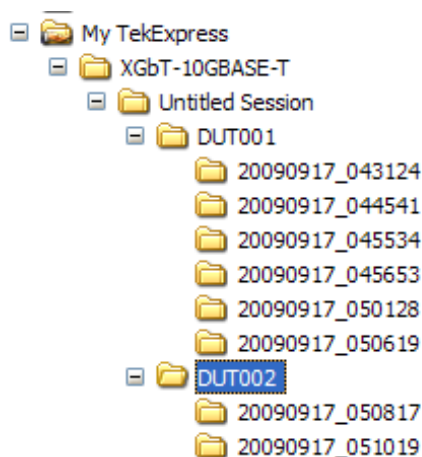 My TekExpress
XGbT-10GBASE-T
Untitled Session
DUT001
20090917_043124
20090917_044541
20090917_045534
20090917_045653
20090917_050128
20090917_050619
DUT002
20090917_050817
20090917_051019